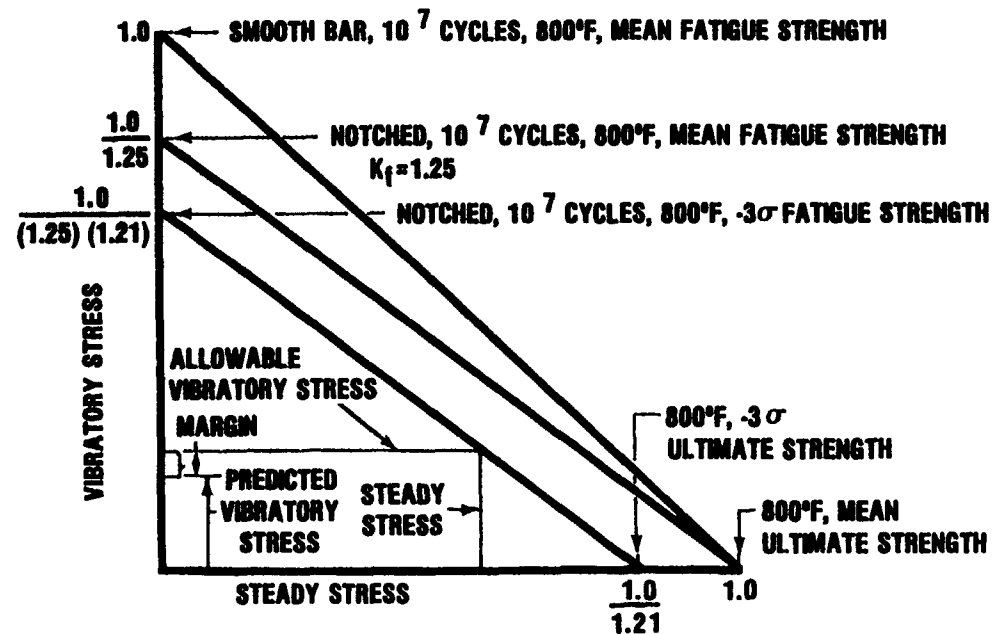 1.0
SMOOTH BAR, 10 7 CYCLES, 800°F, MEAN FATIGUE STRENGTH
1.0
1.25
NOTCHED, 10 7 CYCLES, 800°F, MEAN FATIGUE STRENGTH
Kf=1.25
1.0
(1.25) (1.21)
NOTCHED, 10 7 CYCLES, 800°F, -3σ FATIGUE STRENGTH
VIBRATORY STRESS
ALLOWABLE
VIBRATORY STRESS
MARGIN
PREDICTED
VIBRATORY
STRESS
STEADY
STRESS
800°F, -3 σ
ULTIMATE STRENGTH
800°F, MEAN
ULTIMATE STRENGTH
STEADY STRESS
1.0
1.21
1.0